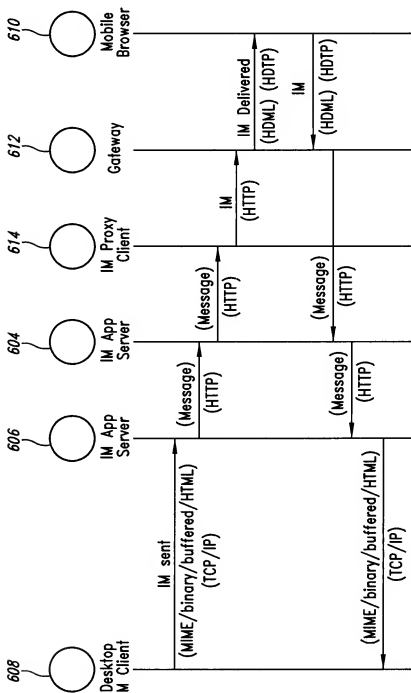 608
606
604
614
612
610
Desktop
M Client
IM App
Server
IM App
Server
IM Proxy
Client
Gateway
Mobile
Browser
IM sent
(MIME/binary/buffered/HTML)
(TCP/IP)
(Message)
(HTTP)
(Message)
(HTTP)
IM
(HTTP)
IM Delivered
(HDML) (HDTP)
IM
(HDML) (HDTP)
(Message)
(HTTP)
(Message)
(HTTP)
(MIME/binary/buffered/HTML)
(TCP/IP)